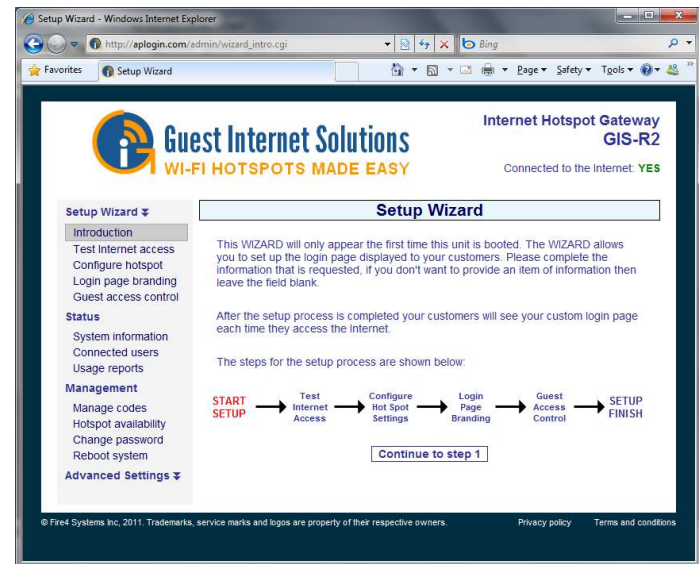 Setup Wizard - Windows Internet Explorer
http://aplogin.com/admin/wizard_intro.cgi
Bing
Favorites
Setup Wizard
Page
Safety
Tools
Guest Internet Solutions
WI-FI HOTSPOTS MADE EASY
Internet Hotspot Gateway
GIS-R2
Connected to the Internet: YES
Setup Wizard
Introduction
Test Internet access
Configure hotspot
Login page branding
Guest access control
Status
System information
Connected users
Usage reports
Management
Manage codes
Hotspot availability
Change password
Reboot system
Advanced Settings
Setup Wizard
This WIZARD will only appear the first time this unit is booted. The WIZARD allows
you to set up the login page displayed to your customers. Please complete the
information that is requested, if you don't want to provide an item of information then
leave the field blank.
After the setup process is completed your customers will see your custom login page
each time they access the Internet.
The steps for the setup process are shown below:
START
SETUP
Test
Internet
Access
Configure
Hot Spot
Settings
Login
Page
Branding
Guest
Access
Control
SETUP
FINISH
Continue to step 1
© Fire4 Systems Inc, 2011. Trademarks, service marks and logos are property of their respective owners.
Privacy policy
Terms and conditions